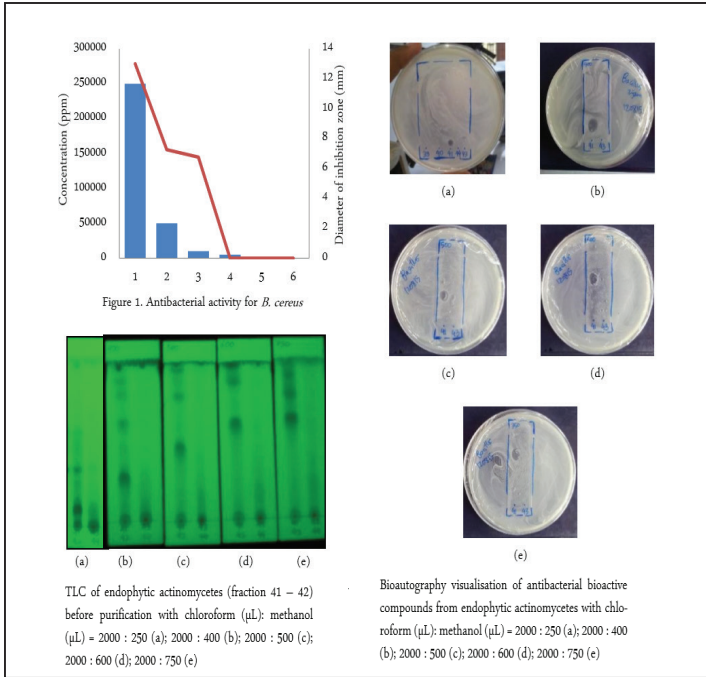 300000
250000
200000
150000
100000
50000
0
Concentration (ppm)
14
12
10
8
6
4
2
0
Diameter of inhibition zone (mm)
1 2 3 4 5 6
Figure 1. Antibacterial activity for B. cereus
(a) (b) (c) (d) (e)
TLC of endophytic actinomycetes (fraction 41 – 42)
before purification with chloroform (µL): methanol
(µL) = 2000 : 250 (a); 2000 : 400 (b); 2000 : 500 (c);
2000 : 600 (d); 2000 : 750 (e)
(a)
(b)
(c)
(d)
(e)
Bioautography visualisation of antibacterial bioactive
compounds from endophytic actinomycetes with chlo-
roform (µL): methanol (µL) = 2000 : 250 (a); 2000 : 400
(b); 2000 : 500 (c); 2000 : 600 (d); 2000 : 750 (e)